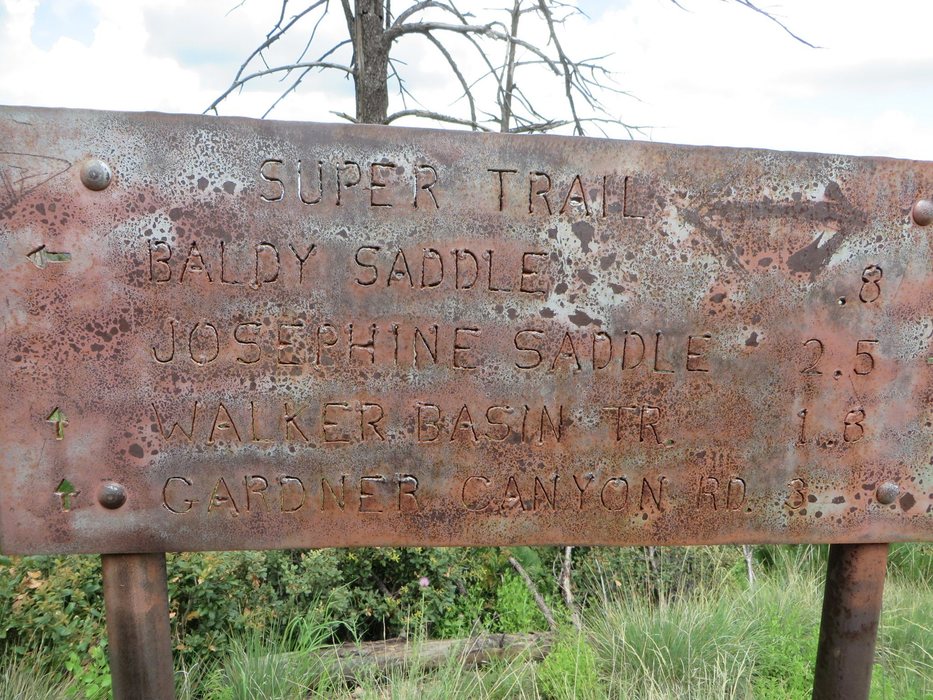 SUPER TRAIL
← BALDY SADDLE .8
JOSEPHINE SADDLE 2.5
↑ WALKER BASIN TR. 1.8
↑ GARDNER CANYON RD. 3.